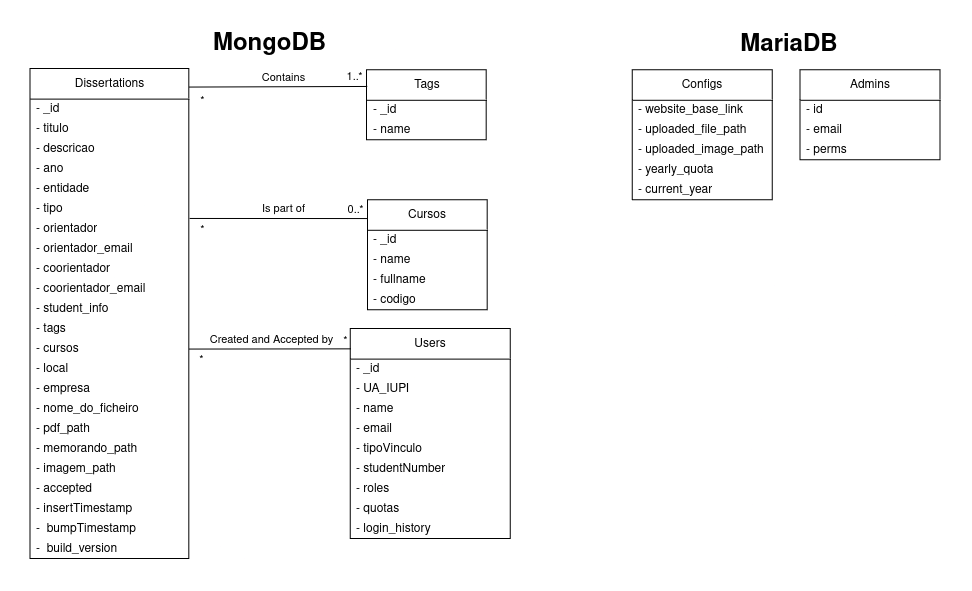 MongoDB
Dissertations
- _id
- titulo
- descricao
- ano
- entidade
- tipo
- orientador
- orientador_email
- coorientador
- coorientador_email
- student_info
- tags
- cursos
- local
- empresa
- nome_do_ficheiro
- pdf_path
- memorando_path
- imagem_path
- accepted
- insertTimestamp
- bumpTimestamp
- build_version
Contains
1..*
*
Tags
- _id
- name
Is part of
0..*
*
Cursos
- _id
- name
- fullname
- codigo
Created and Accepted by
*
*
Users
- _id
- UA_IUPI
- name
- email
- tipoVinculo
- studentNumber
- roles
- quotas
- login_history
MariaDB
Configs
- website_base_link
- uploaded_file_path
- uploaded_image_path
- yearly_quota
- current_year
Admins
- id
- email
- perms